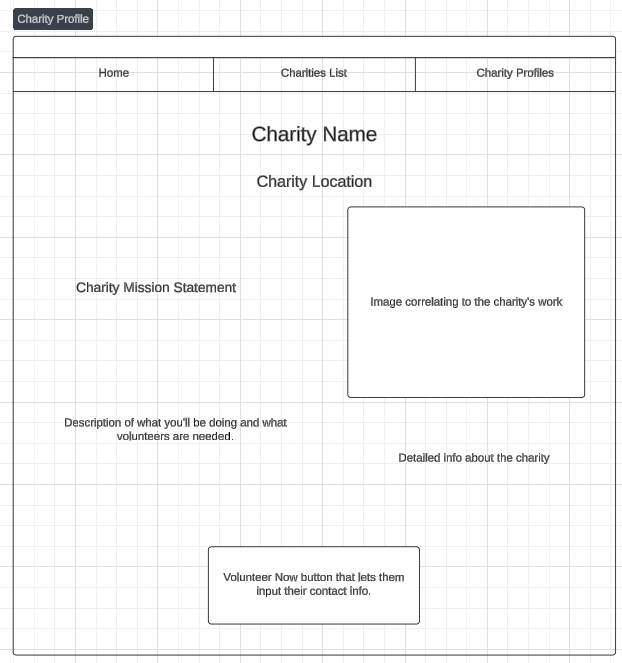 Charity Profile
Home
Charities List
Charity Profiles
Charity Name
Charity Location
Charity Mission Statement
Image correlating to the charity's work
Description of what you'll be doing and what
volunteers are needed.
Detailed info about the charity
Volunteer Now button that lets them
input their contact info.